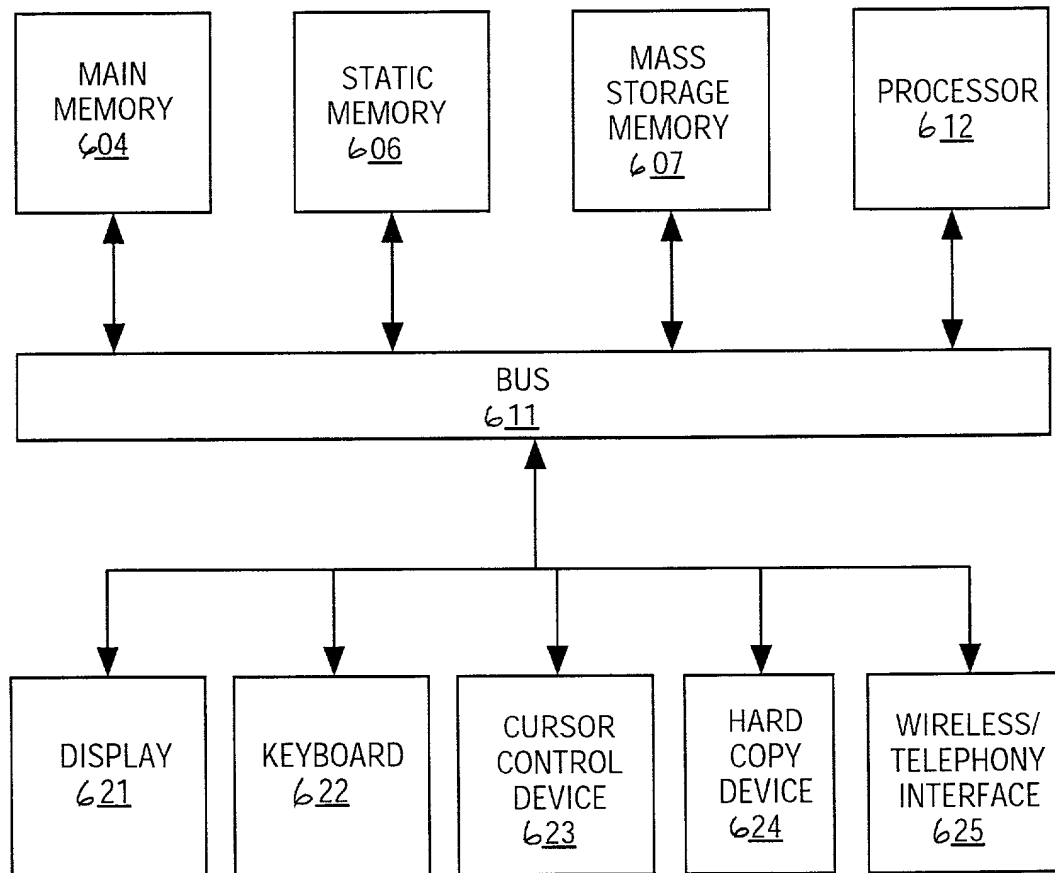 MAIN
MEMORY
604
STATIC
MEMORY
606
MASS
STORAGE
MEMORY
607
PROCESSOR
612
BUS
611
DISPLAY
621
KEYBOARD
622
CURSOR
CONTROL
DEVICE
623
HARD
COPY
DEVICE
624
WIRELESS/
TELEPHONY
INTERFACE
625